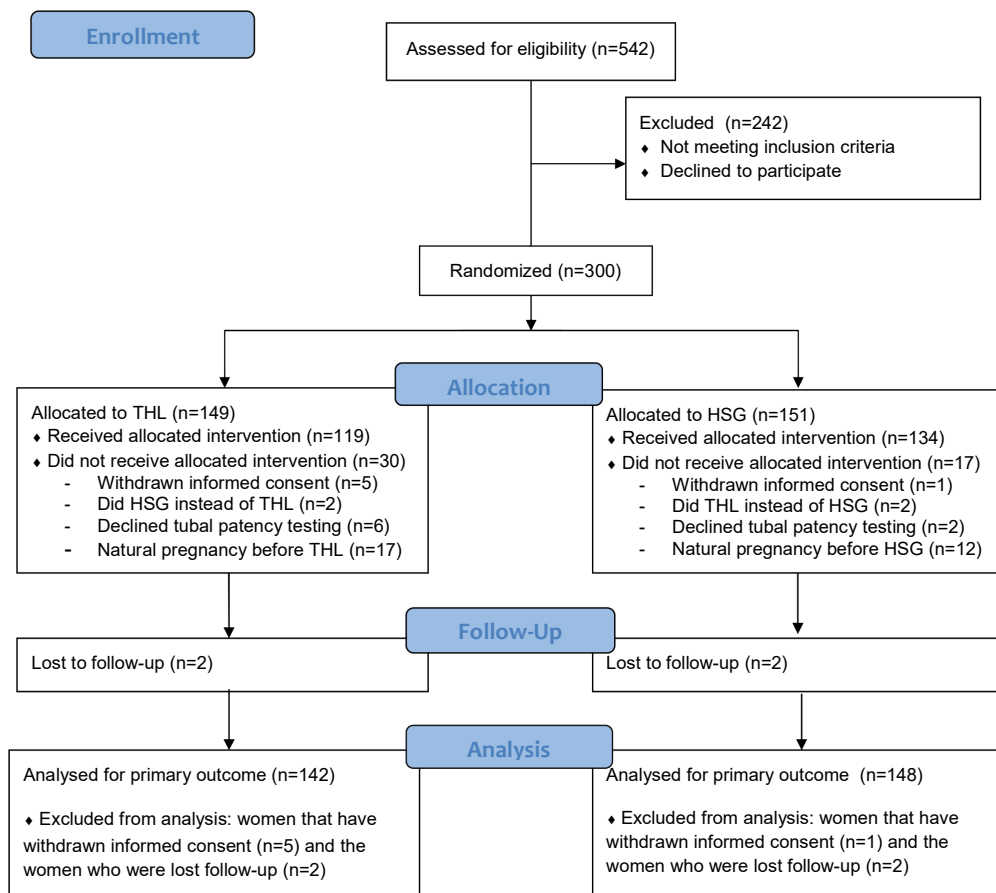 Enrollment
Assessed for eligibility (n=542)
Excluded (n=242)
♦ Not meeting inclusion criteria
♦ Declined to participate
Randomized (n=300)
Allocation
Allocated to THL (n=149)
♦ Received allocated intervention (n=119)
♦ Did not receive allocated intervention (n=30)
- Withdrawn informed consent (n=5)
- Did HSG instead of THL (n=2)
- Declined tubal patency testing (n=6)
- Natural pregnancy before THL (n=17)
Allocated to HSG (n=151)
♦ Received allocated intervention (n=134)
♦ Did not receive allocated intervention (n=17)
- Withdrawn informed consent (n=1)
- Did THL instead of HSG (n=2)
- Declined tubal patency testing (n=2)
- Natural pregnancy before HSG (n=12)
Follow-Up
Lost to follow-up (n=2)
Lost to follow-up (n=2)
Analysis
Analysed for primary outcome (n=142)
♦ Excluded from analysis: women that have
withdrawn informed consent (n=5) and the
women who were lost follow-up (n=2)
Analysed for primary outcome (n=148)
♦ Excluded from analysis: women that have
withdrawn informed consent (n=1) and the
women who were lost follow-up (n=2)